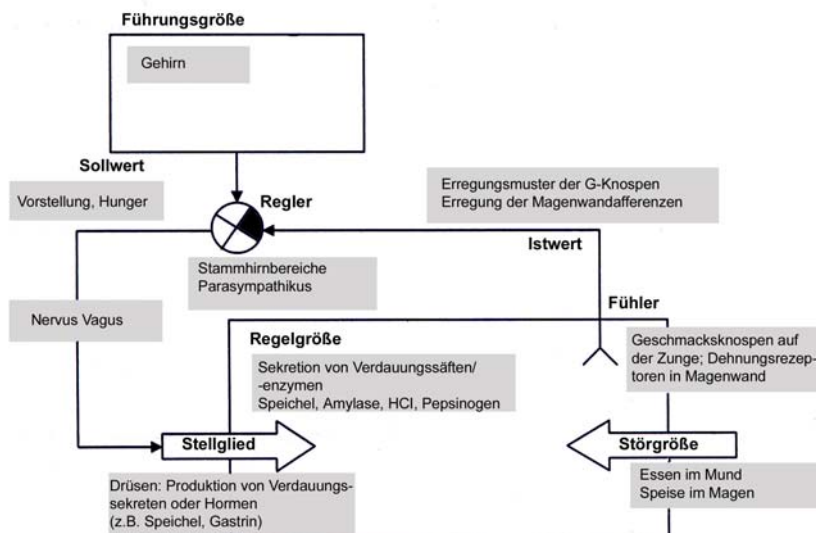 Führungsgröße
Gehirn
Sollwert
Vorstellung, Hunger
Regler
Erregungsmuster der G-Knospen
Erregung der Magenwandafferenzen
Istwert
Stammhirnbereiche
Parasympathikus
Nervus Vagus
Fühler
Regelgröße
Geschmacksknospen auf
der Zunge; Dehnungsrezep-
toren in Magenwand
Sekretion von Verdauungssäften/
-enzymen
Speichel, Amylase, HCl, Pepsinogen
Stellglied
Störgröße
Drüsen: Produktion von Verdauungs-
sekreten oder Hormen
(z.B. Speichel, Gastrin)
Essen im Mund
Speise im Magen